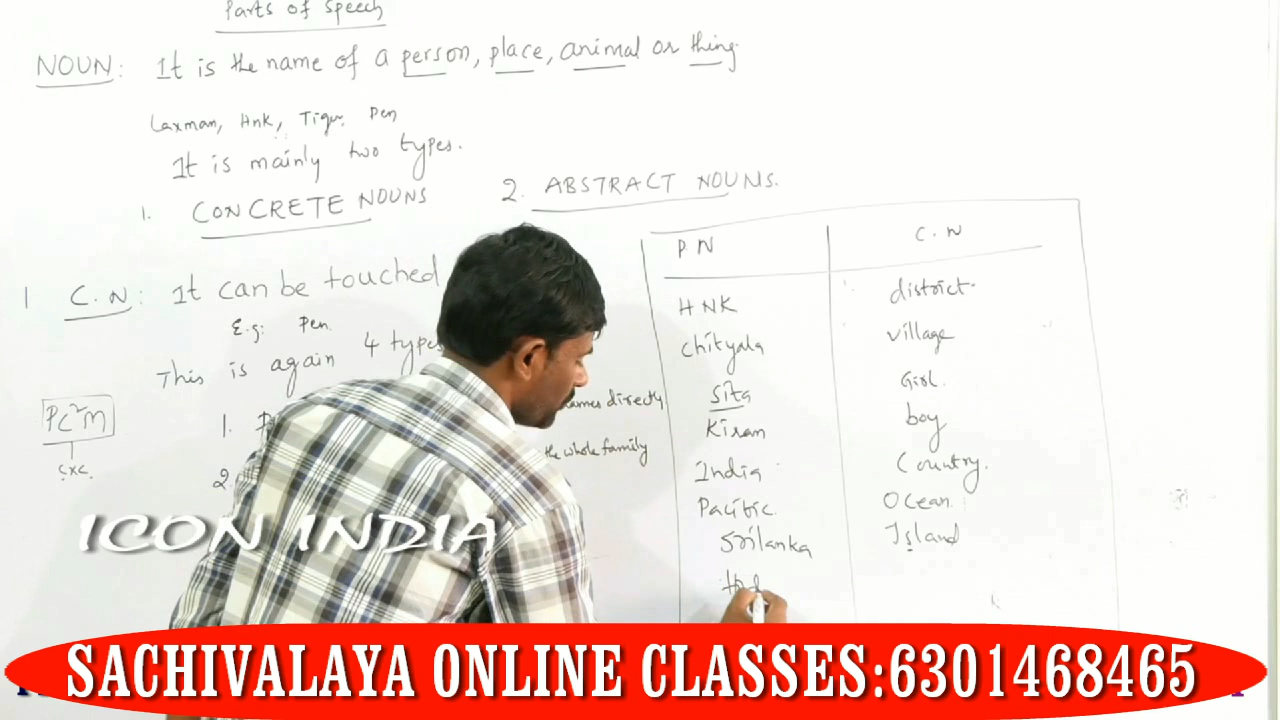 Parts of Speech
NOUN: It is the name of a person, place, animal or thing.
Laxman, Hnk, Tiger. Pen
It is mainly two types.
1. CONCRETE NOUNS
2. ABSTRACT NOUNS.
1 C.N: It can be touched
E.g: Pen.
This is again 4 types
PC²M
CXC.
1.
2.
names directly
the whole family
PN C.N
HNK district.
Chityala village
Sita Girl.
Kiran boy
India Country.
Pacific. Ocean.
Srilanka Island
ICON INDIA
SACHIVALAYA ONLINE CLASSES:6301468465